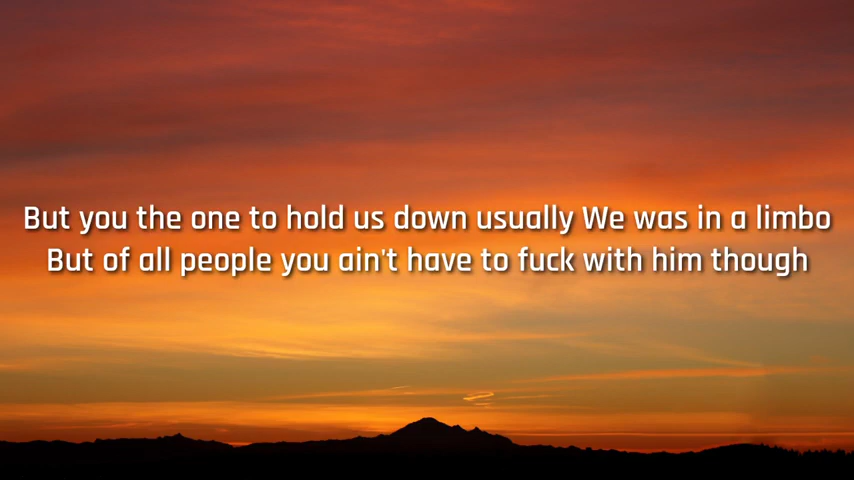 But you the one to hold us down usually We was in a limbo
But of all people you ain't have to fuck with him though